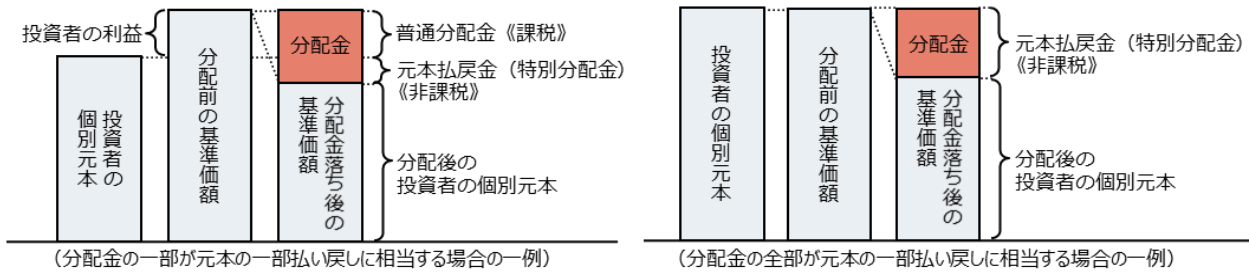 投資者の利益
投資者の
個別元本
分配前の基準価額
分配金
分配金落ち後の
基準価額
普通分配金《課税》
元本払戻金（特別分配金）
《非課税》
分配後の
投資者の個別元本
（分配金の一部が元本の一部払い戻しに相当する場合の一例）
投資者の個別元本
分配前の基準価額
分配金
分配金落ち後の
基準価額
元本払戻金（特別分配金）
《非課税》
分配後の
投資者の個別元本
（分配金の全部が元本の一部払い戻しに相当する場合の一例）